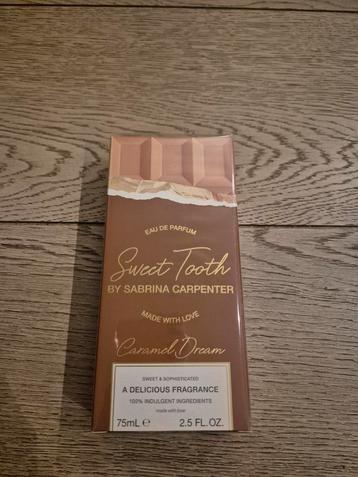 EAU DE PARFUM
Sweet Tooth
BY SABRINA CARPENTER
MADE WITH LOVE
Caramel Dream
SWEET & SOPHISTICATED
A DELICIOUS FRAGRANCE
100% INDULGENT INGREDIENTS
made with love
75mL ℮ 2.5 FL.OZ.